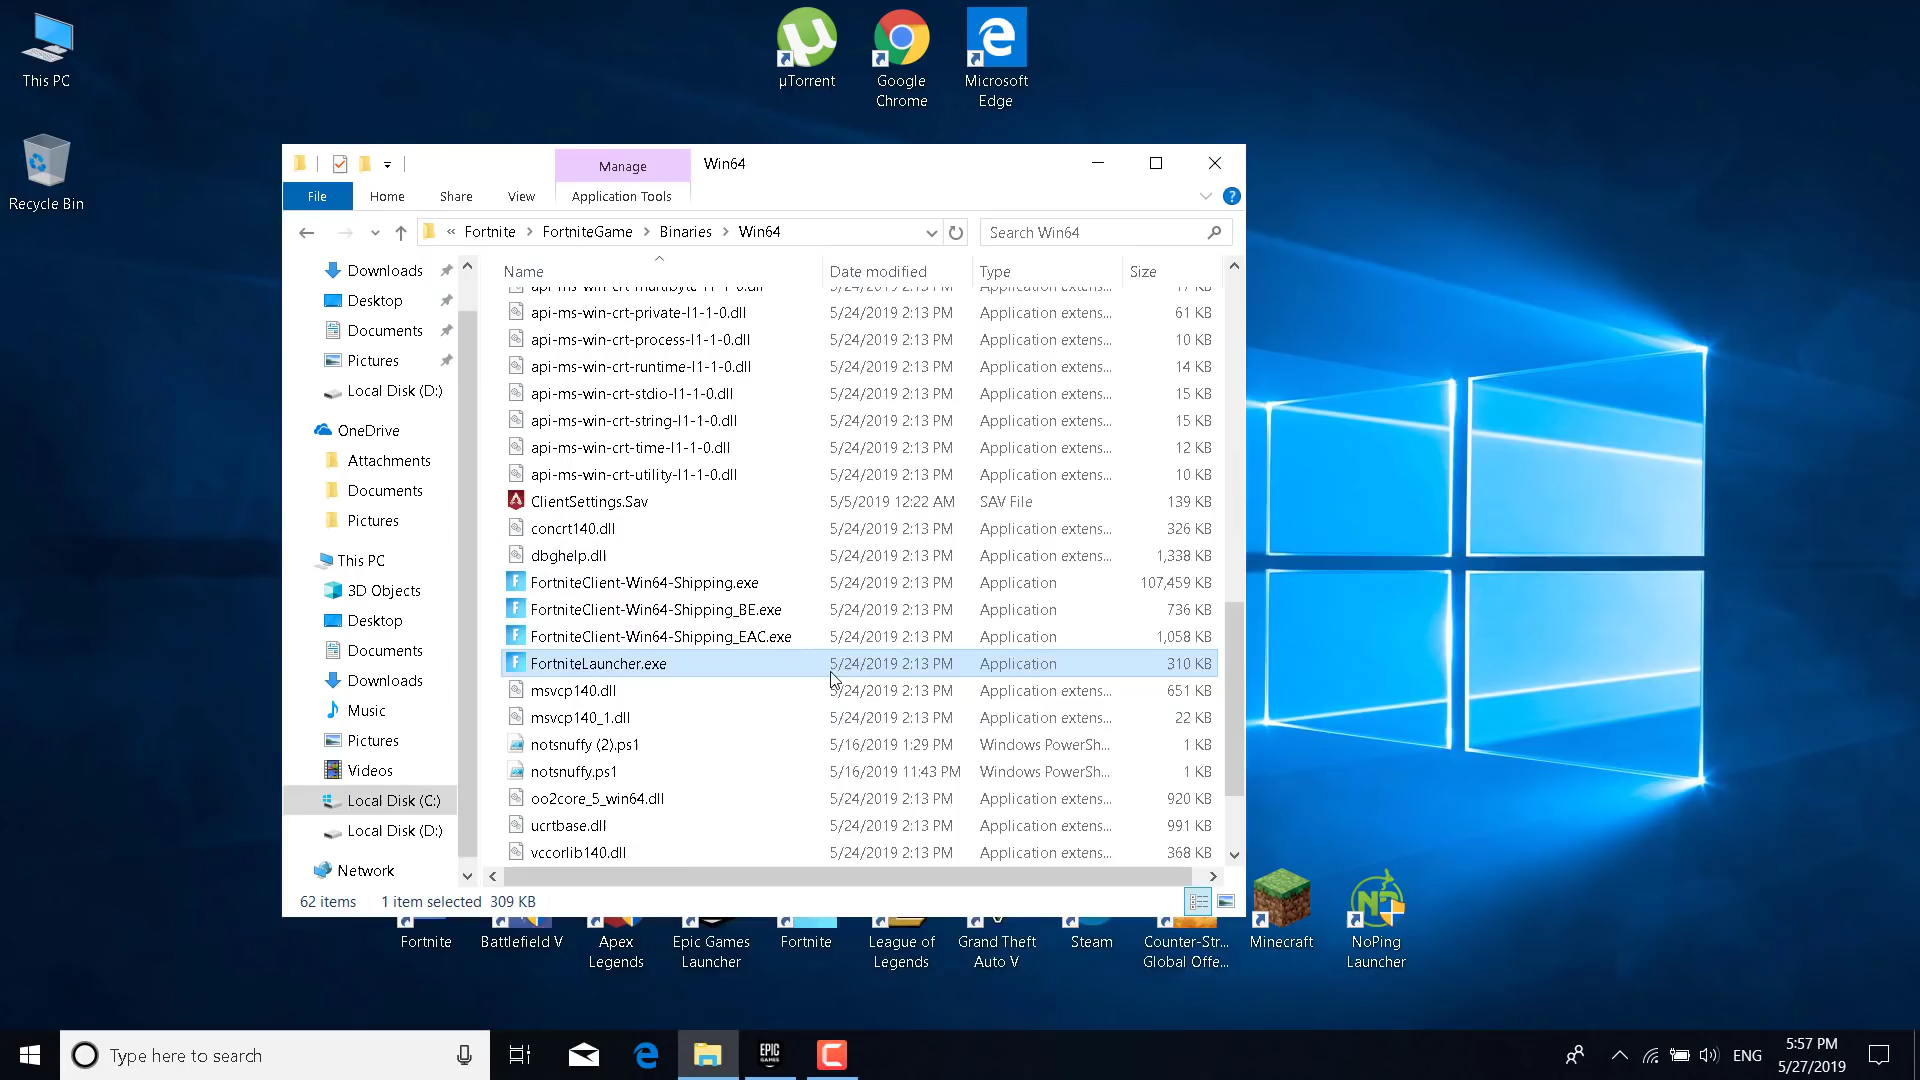 This PC
µTorrent
Google
Chrome
Microsoft
Edge
Recycle Bin
Manage
Win64
File
Home
Share
View
Application Tools
« Fortnite > FortniteGame > Binaries > Win64
Search Win64
Downloads
Desktop
Documents
Pictures
Local Disk (D:)
OneDrive
Attachments
Documents
Pictures
This PC
3D Objects
Desktop
Documents
Downloads
Music
Pictures
Videos
Local Disk (C:)
Local Disk (D:)
Network
Name Date modified Type Size
api-ms-win-crt-multibyte-l1-1-0.dll 5/24/2019 2:13 PM Application extens... 17 KB
api-ms-win-crt-private-l1-1-0.dll 5/24/2019 2:13 PM Application extens... 61 KB
api-ms-win-crt-process-l1-1-0.dll 5/24/2019 2:13 PM Application extens... 10 KB
api-ms-win-crt-runtime-l1-1-0.dll 5/24/2019 2:13 PM Application extens... 14 KB
api-ms-win-crt-stdio-l1-1-0.dll 5/24/2019 2:13 PM Application extens... 15 KB
api-ms-win-crt-string-l1-1-0.dll 5/24/2019 2:13 PM Application extens... 15 KB
api-ms-win-crt-time-l1-1-0.dll 5/24/2019 2:13 PM Application extens... 12 KB
api-ms-win-crt-utility-l1-1-0.dll 5/24/2019 2:13 PM Application extens... 10 KB
ClientSettings.Sav 5/5/2019 12:22 AM SAV File 139 KB
concrt140.dll 5/24/2019 2:13 PM Application extens... 326 KB
dbghelp.dll 5/24/2019 2:13 PM Application extens... 1,338 KB
FortniteClient-Win64-Shipping.exe 5/24/2019 2:13 PM Application 107,459 KB
FortniteClient-Win64-Shipping_BE.exe 5/24/2019 2:13 PM Application 736 KB
FortniteClient-Win64-Shipping_EAC.exe 5/24/2019 2:13 PM Application 1,058 KB
FortniteLauncher.exe 5/24/2019 2:13 PM Application 310 KB
msvcp140.dll 5/24/2019 2:13 PM Application extens... 651 KB
msvcp140_1.dll 5/24/2019 2:13 PM Application extens... 22 KB
notsnuffy (2).ps1 5/16/2019 1:29 PM Windows PowerSh... 1 KB
notsnuffy.ps1 5/16/2019 11:43 PM Windows PowerSh... 1 KB
oo2core_5_win64.dll 5/24/2019 2:13 PM Application extens... 920 KB
ucrtbase.dll 5/24/2019 2:13 PM Application extens... 991 KB
vccorlib140.dll 5/24/2019 2:13 PM Application extens... 368 KB
62 items 1 item selected 309 KB
Fortnite
Battlefield V
Apex
Legends
Epic Games
Launcher
Fortnite
League of
Legends
Grand Theft
Auto V
Steam
Counter-Str...
Global Offe...
Minecraft
NoPing
Launcher
Type here to search
EPIC
GAMES
ENG
5:57 PM
5/27/2019